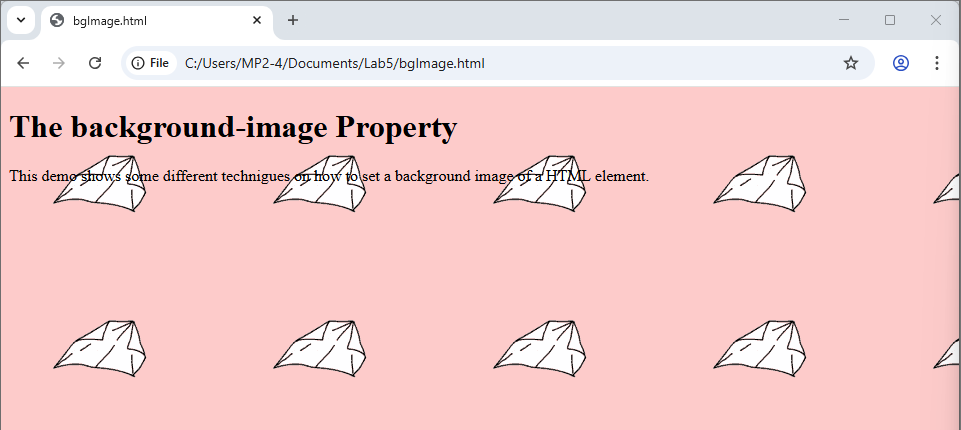 bgImage.html
File
C:/Users/MP2-4/Documents/Lab5/bgImage.html
The background-image Property
This demo shows some different technigues on how to set a background image of a HTML element.